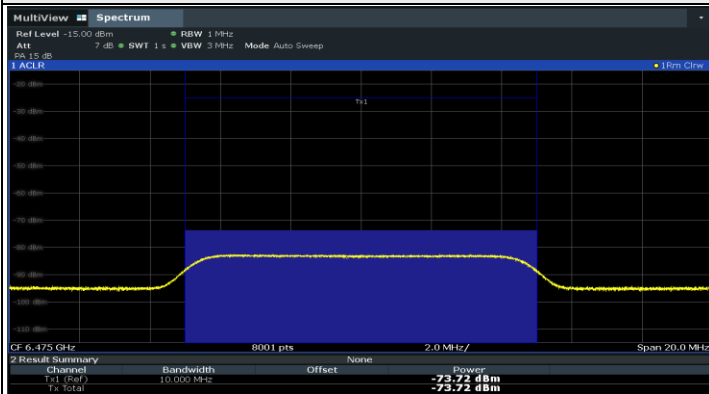 MultiView Spectrum
Ref Level -15.00 dBm RBW 1 MHz
Att 7 dB SWT 1 s VBW 3 MHz Mode Auto Sweep
PA 15 dB
1 ACLR 1Rm Clrw
-20 dBm
Tx1
-30 dBm
-40 dBm
-50 dBm
-60 dBm
-70 dBm
-80 dBm
-90 dBm
-100 dBm
-110 dBm
CF 6.475 GHz 8001 pts 2.0 MHz/ Span 20.0 MHz
2 Result Summary None
Channel Bandwidth Offset Power
Tx1 (Ref) 10.000 MHz -73.72 dBm
Tx Total -73.72 dBm